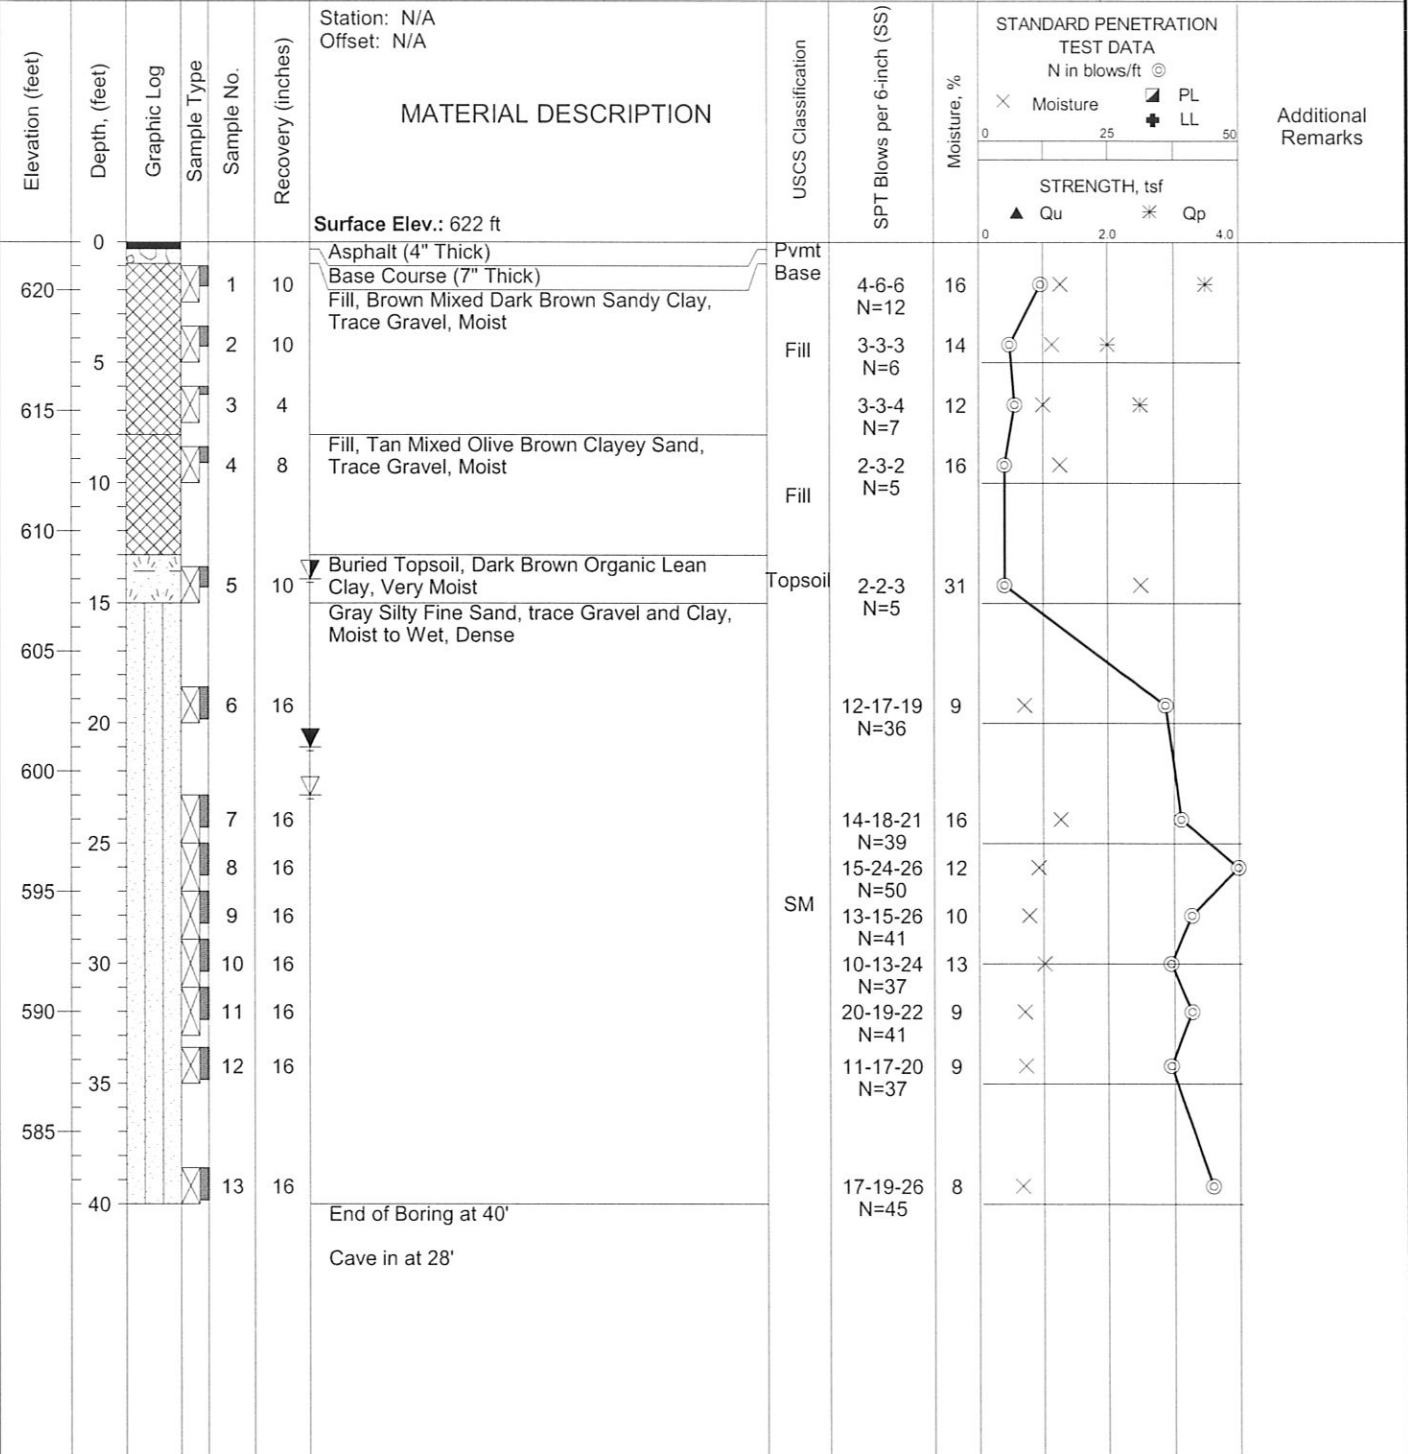 Station: N/A
Offset: N/A
Elevation (feet)
Depth, (feet)
Graphic Log
Sample Type
Sample No.
Recovery (inches)
MATERIAL DESCRIPTION
Surface Elev.: 622 ft
USCS Classification
SPT Blows per 6-inch (SS)
Moisture, %
STANDARD PENETRATION
TEST DATA
N in blows/ft
Moisture
PL
LL
0 25 50
STRENGTH, tsf
Qu Qp
0 2.0 4.0
Additional
Remarks
0
Asphalt (4" Thick)
Pvmt
Base Course (7" Thick)
Base
620 1 10 4-6-6 16
N=12
Fill, Brown Mixed Dark Brown Sandy Clay,
Trace Gravel, Moist
2 10 Fill 3-3-3 14
5 N=6
615 3 4 3-3-4 12
N=7
Fill, Tan Mixed Olive Brown Clayey Sand,
Trace Gravel, Moist
4 8 2-3-2 16
10 Fill N=5
610
Buried Topsoil, Dark Brown Organic Lean
Clay, Very Moist
5 10 Topsoil 2-2-3 31
15 N=5
Gray Silty Fine Sand, trace Gravel and Clay,
Moist to Wet, Dense
605
6 16 12-17-19 9
20 N=36
600
7 16 14-18-21 16
25 N=39
8 16 15-24-26 12
595 N=50
SM
9 16 13-15-26 10
N=41
30 10 16 10-13-24 13
N=37
590 11 16 20-19-22 9
N=41
12 16 11-17-20 9
35 N=37
585
13 16 17-19-26 8
40 N=45
End of Boring at 40'
Cave in at 28'